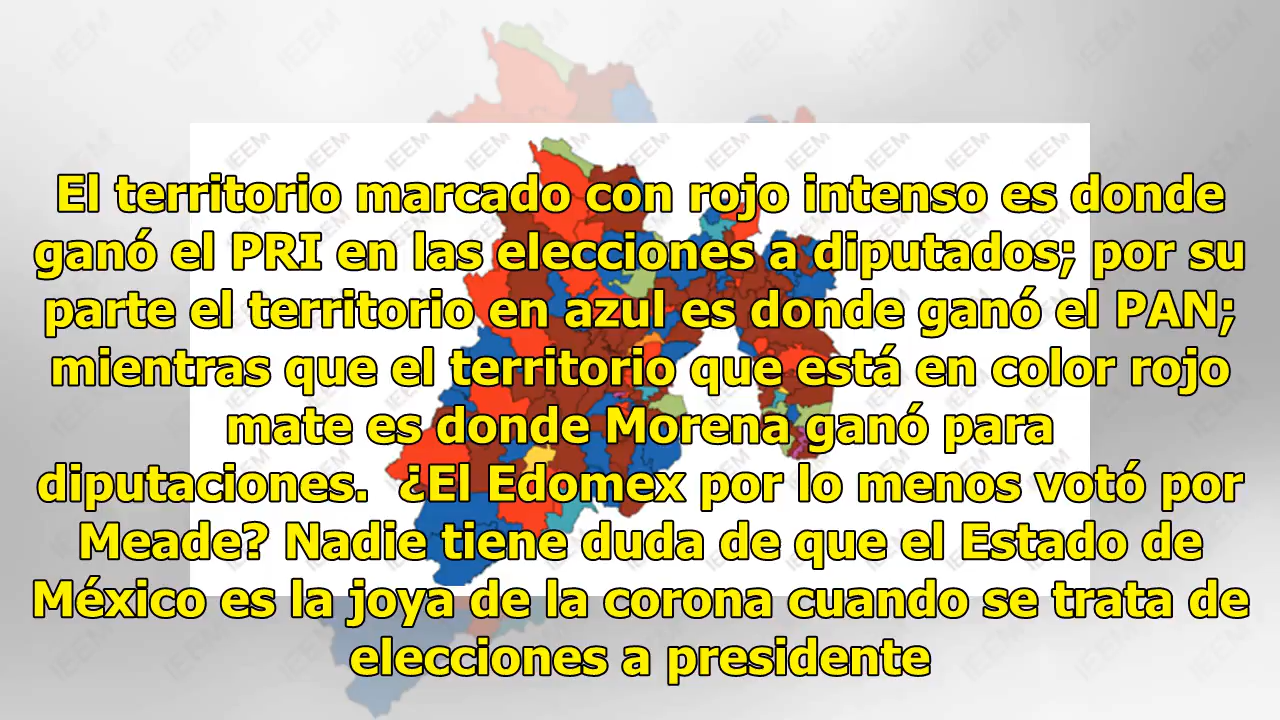 El territorio marcado con rojo intenso es donde
ganó el PRI en las elecciones a diputados; por su
parte el territorio en azul es donde ganó el PAN;
mientras que el territorio que está en color rojo
mate es donde Morena ganó para
diputaciones.  ¿El Edomex por lo menos votó por
Meade? Nadie tiene duda de que el Estado de
México es la joya de la corona cuando se trata de
elecciones a presidente
IEEM